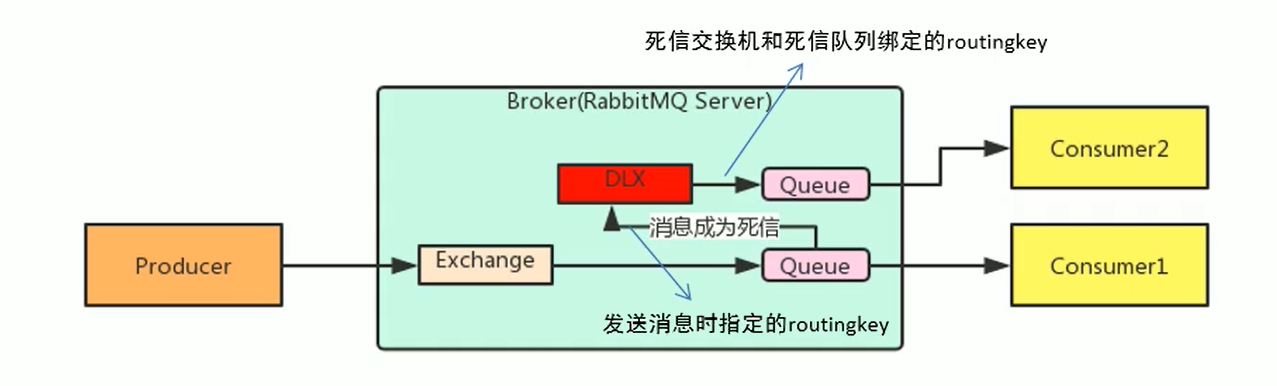 死信交换机和死信队列绑定的routingkey
Broker(RabbitMQ Server)
Consumer2
DLX
Queue
消息成为死信
Producer
Exchange
Queue
Consumer1
发送消息时指定的routingkey